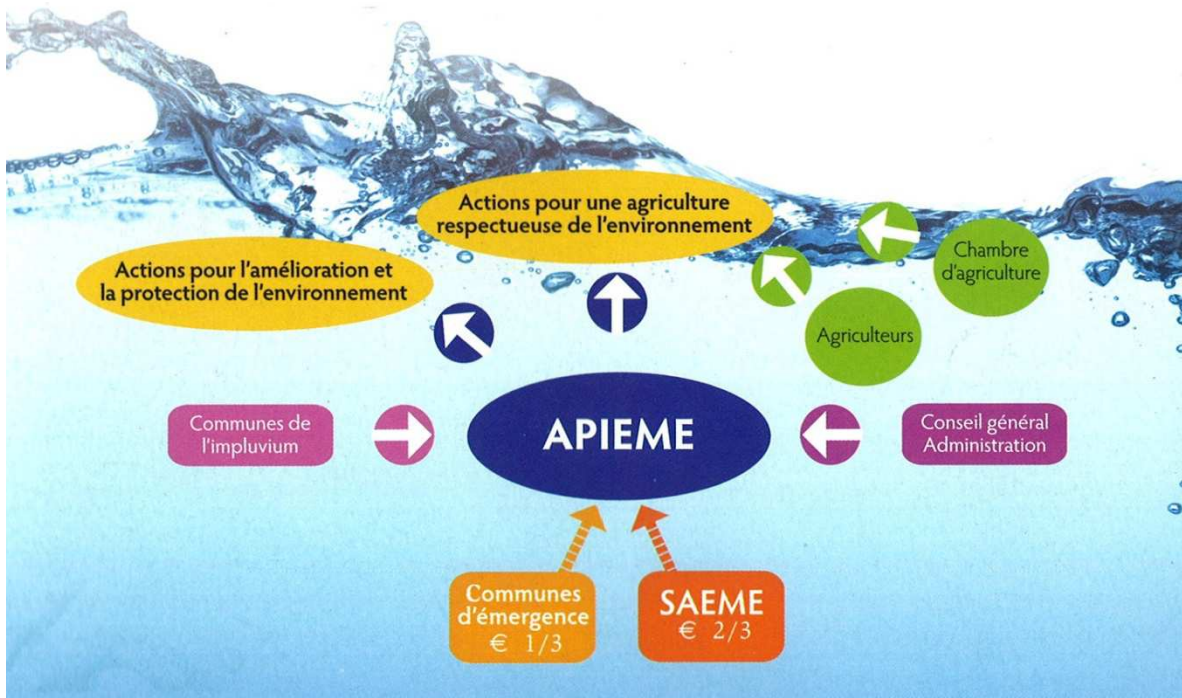 Actions pour une agriculture
respectueuse de l'environnement
Actions pour l'amélioration et
la protection de l'environnement
Chambre
d'agriculture
Agriculteurs
Communes de
l'impluvium
APIEME
Conseil général
Administration
Communes
d'émergence
€ 1/3
SAEME
€ 2/3